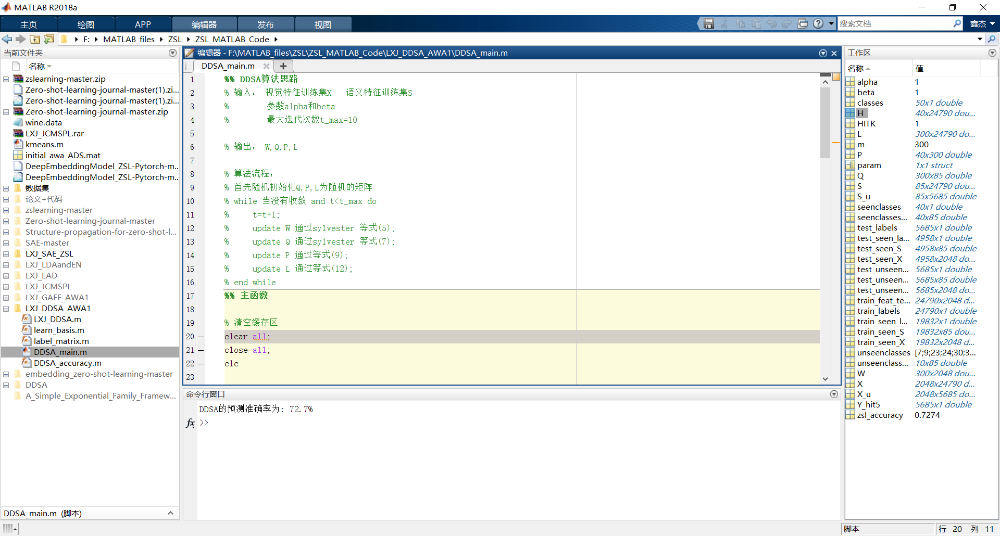 MATLAB R2018a
主页 绘图 APP 编辑器 发布 视图
搜索文档
鑫杰
F: MATLAB_files ZSL ZSL_MATLAB_Code
当前文件夹
名称
zslearning-master.zip
Zero-shot-learning-journal-master(1).zi...
Zero-shot-learning-journal-master(1).zi...
Zero-shot-learning-journal-master.zip
wine.data
LXJ_JCMSPL.rar
kmeans.m
initial_awa_ADS.mat
DeepEmbeddingModel_ZSL-Pytorch-m...
DeepEmbeddingModel_ZSL-Pytorch-m...
数据集
论文+代码
zslearning-master
Zero-shot-learning-journal-master
Structure-propagation-for-zero-shot-l...
SAE-master
LXJ_SAE_ZSL
LXJ_LDAandEN
LXJ_LAD
LXJ_JCMSPL
LXJ_GAFE_AWA1
LXJ_DDSA_AWA1
LXJ_DDSA.m
learn_basis.m
label_matrix.m
DDSA_main.m
DDSA_accuracy.m
embedding_zero-shot-learning-master
DDSA
A_Simple_Exponential_Family_Framew...
DDSA_main.m (脚本)
编辑器 - F:\MATLAB_files\ZSL\ZSL_MATLAB_Code\LXJ_DDSA_AWA1\DDSA_main.m
DDSA_main.m
1 %% DDSA算法思路
2 % 输入: 视觉特征训练集X 语义特征训练集S
3 % 参数alpha和beta
4 % 最大迭代次数t_max=10
5
6 % 输出: W,Q,P,L
7
8 % 算法流程:
9 % 首先随机初始化Q,P,L为随机的矩阵
10 % while 当没有收敛 and t<t_max do
11 % t=t+1;
12 % update W 通过sylvester 等式(5);
13 % update Q 通过sylvester 等式(7);
14 % update P 通过等式(9);
15 % update L 通过等式(12);
16 % end while
17 %% 主函数
18
19 % 清空缓存区
20 clear all;
21 close all;
22 clc
23
命令行窗口
DDSA的预测准确率为: 72.7%
fx >>
工作区
名称 值
alpha 1
beta 1
classes 50x1 double
H 40x24790 dou...
HITK 1
L 300x24790 do...
m 300
P 40x300 double
param 1x1 struct
Q 300x85 double
S 85x24790 dou...
S_u 85x5685 double
seenclasses 40x1 double
seenclasses... 40x85 double
test_labels 5685x1 double
test_seen_la... 4958x1 double
test_seen_S 4958x85 double
test_seen_X 4958x2048 do...
test_unseen... 5685x1 double
test_unseen... 5685x85 double
test_unseen... 5685x2048 do...
train_feat_te... 24790x2048 d...
train_labels 24790x1 double
train_seen_l... 19832x1 double
train_seen_S 19832x85 dou...
train_seen_X 19832x2048 d...
unseenclasses [7;9;23;24;30;3...
unseenclass... 10x85 double
W 300x2048 dou...
X 2048x24790 d...
X_u 2048x5685 do...
Y_hit5 5685x1 double
zsl_accuracy 0.7274
脚本
行 20 列 11